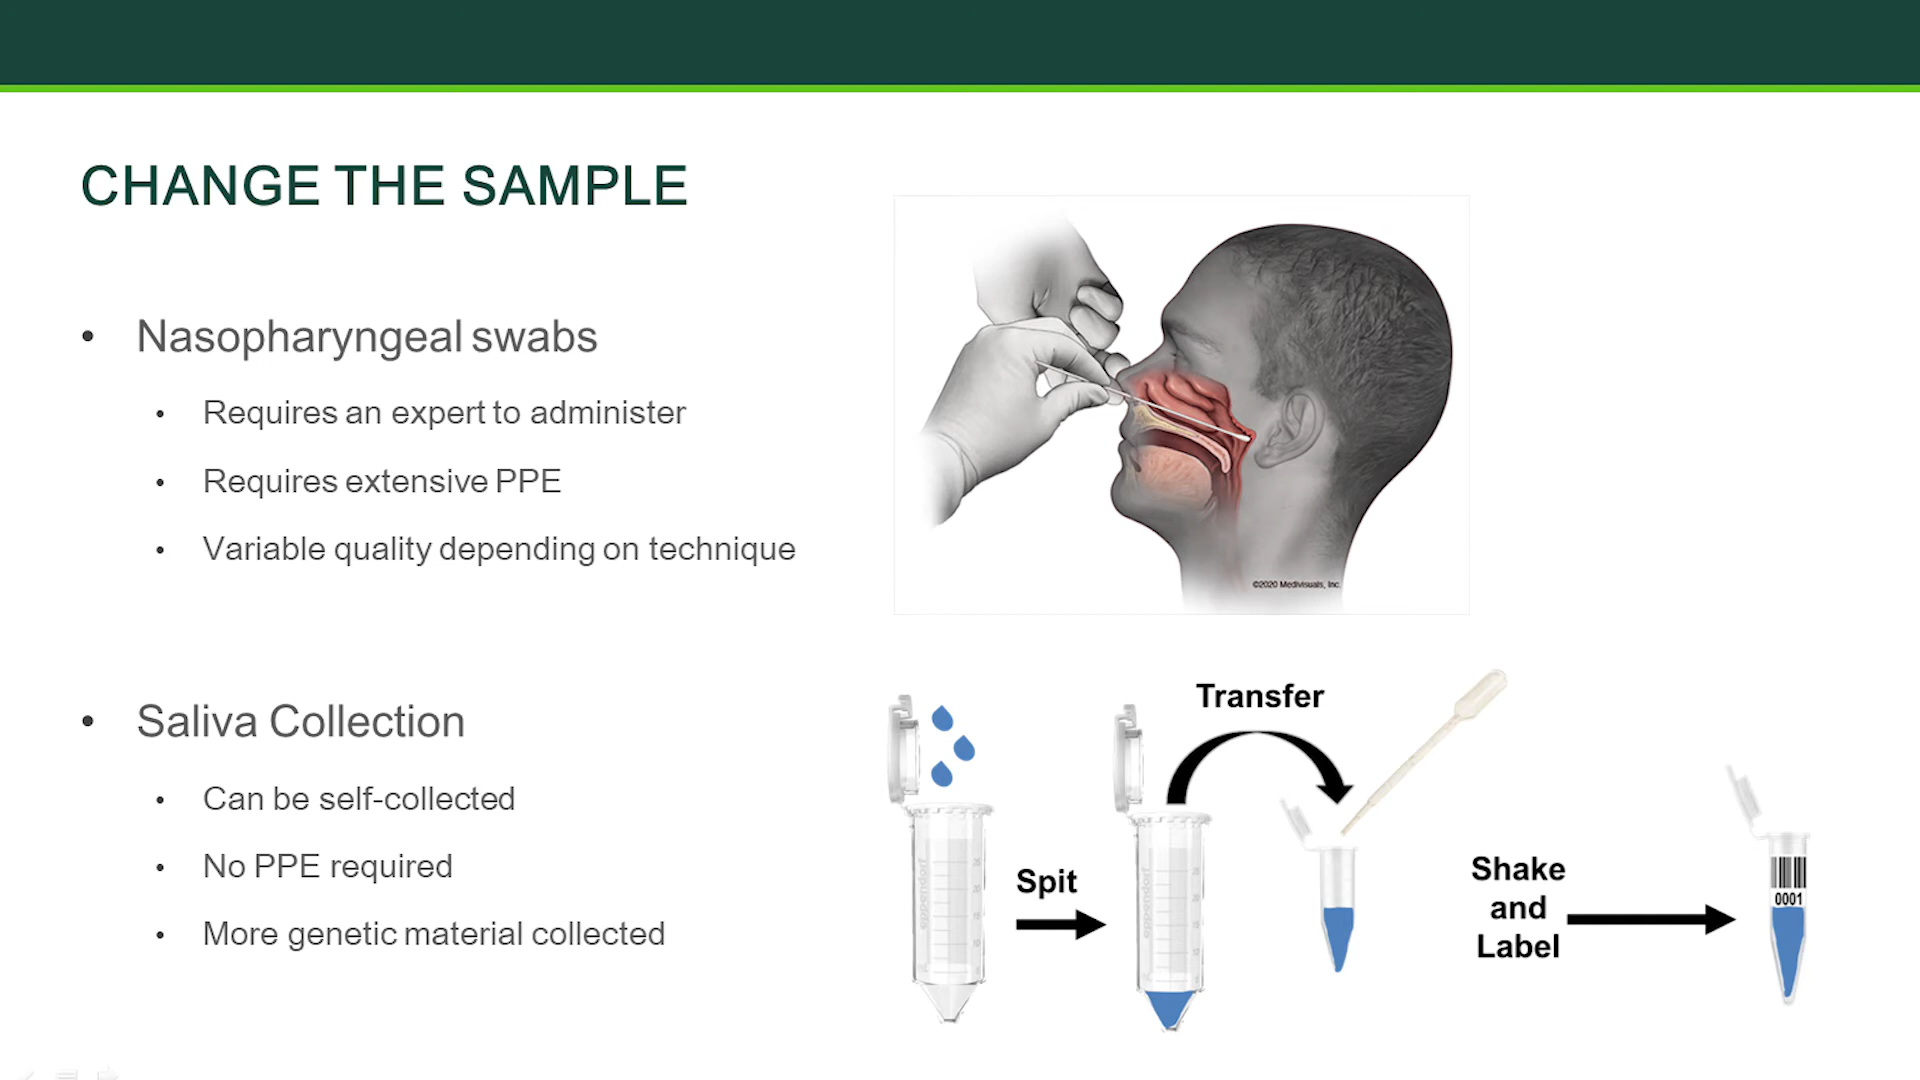 CHANGE THE SAMPLE
• Nasopharyngeal swabs
• Requires an expert to administer
• Requires extensive PPE
• Variable quality depending on technique
©2020 Medivisuals, Inc.
• Saliva Collection
• Can be self-collected
• No PPE required
• More genetic material collected
Spit
Transfer
Shake
and
Label
eppendorf
eppendorf
0001